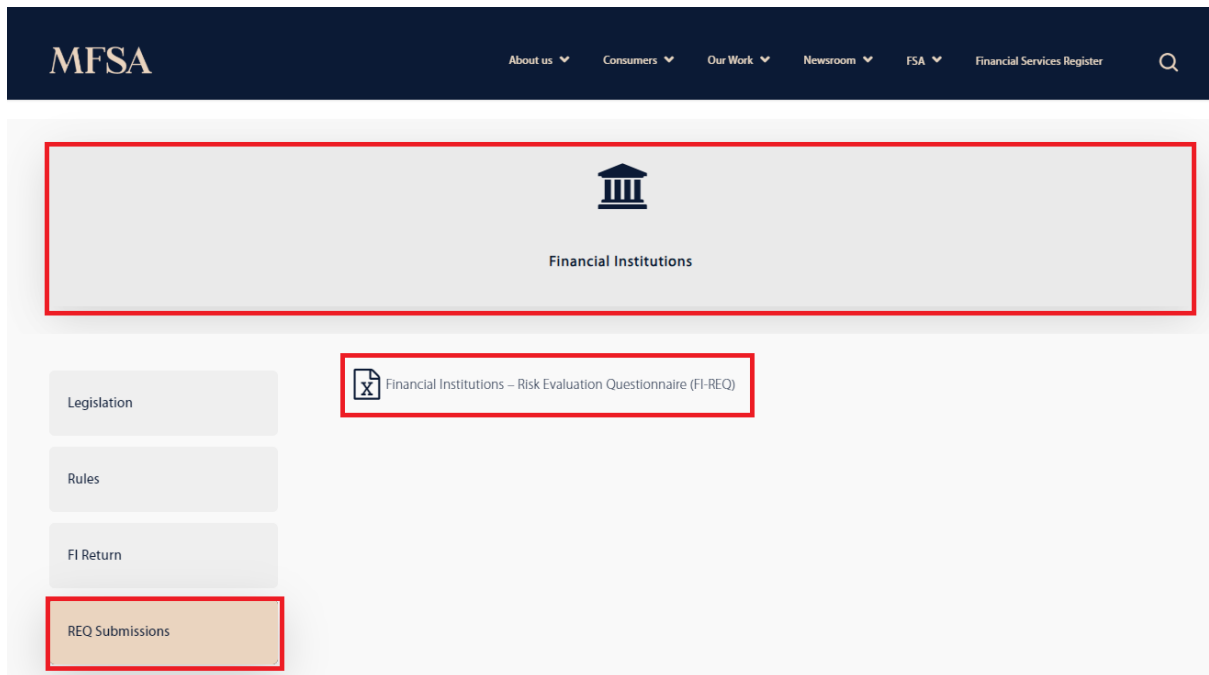 MFSA
About us
Consumers
Our Work
Newsroom
FSA
Financial Services Register
Financial Institutions
Financial Institutions – Risk Evaluation Questionnaire (FI-REQ)
Legislation
Rules
FI Return
REQ Submissions